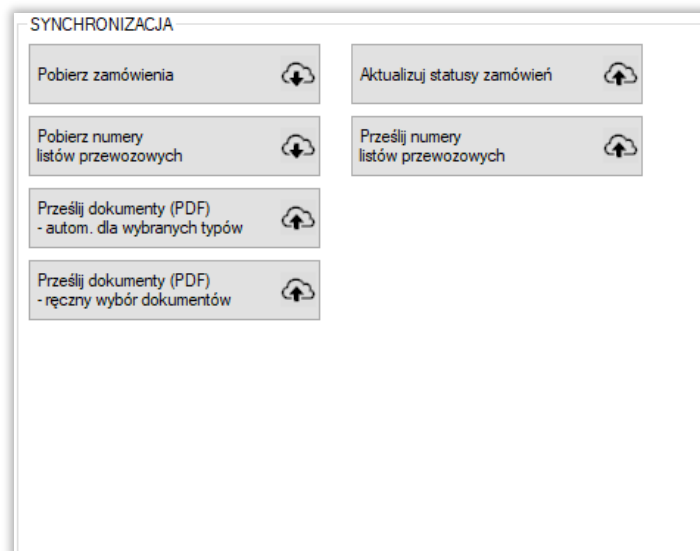 SYNCHRONIZACJA
Pobierz zamówienia
Aktualizuj statusy zamówień
Pobierz numery
listów przewozowych
Prześlij numery
listów przewozowych
Prześlij dokumenty (PDF)
- autom. dla wybranych typów
Prześlij dokumenty (PDF)
- ręczny wybór dokumentów